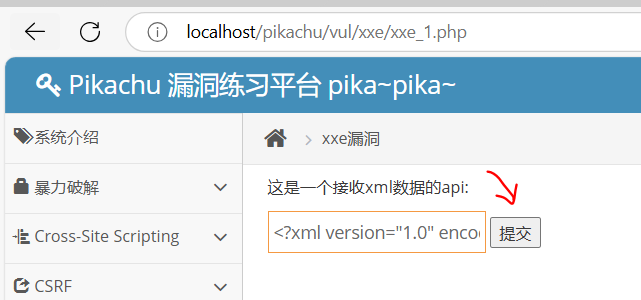 localhost/pikachu/vul/xxe/xxe_1.php
Pikachu 漏洞练习平台 pika~pika~
系统介绍
xxe漏洞
暴力破解
这是一个接收xml数据的api:
Cross-Site Scripting
<?xml version="1.0" enco
提交
CSRF